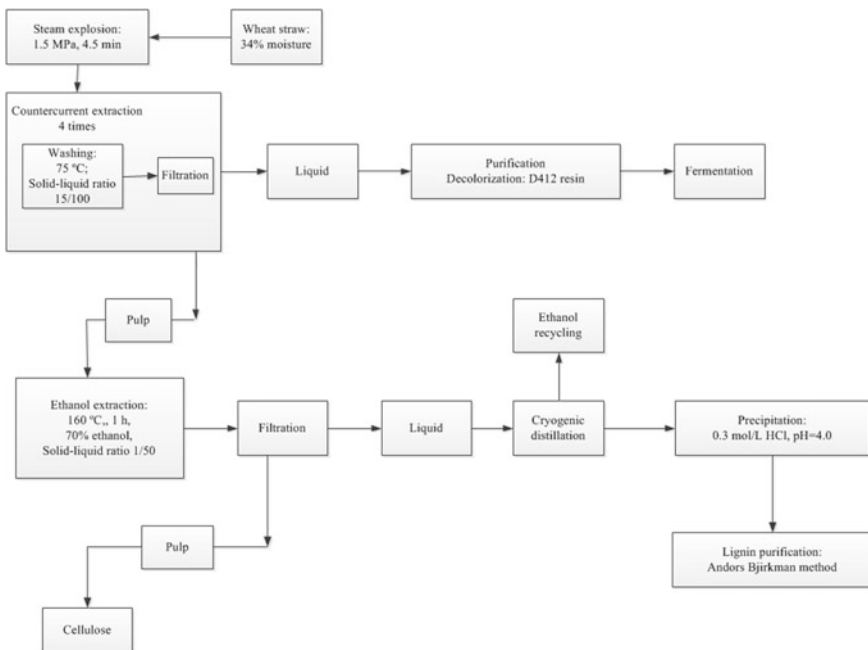 Steam explosion:
1.5 MPa, 4.5 min
Wheat straw:
34% moisture
Countercurrent extraction
4 times
Washing:
75 ºC;
Solid-liquid ratio
15/100
Filtration
Liquid
Purification
Decolorization: D412 resin
Fermentation
Pulp
Ethanol
recycling
Ethanol extraction:
160 ºC,, 1 h,
70% ethanol,
Solid-liquid ratio 1/50
Filtration
Liquid
Cryogenic
distillation
Precipitation:
0.3 mol/L HCl, pH=4.0
Pulp
Lignin purification:
Andors Bjirkman method
Cellulose